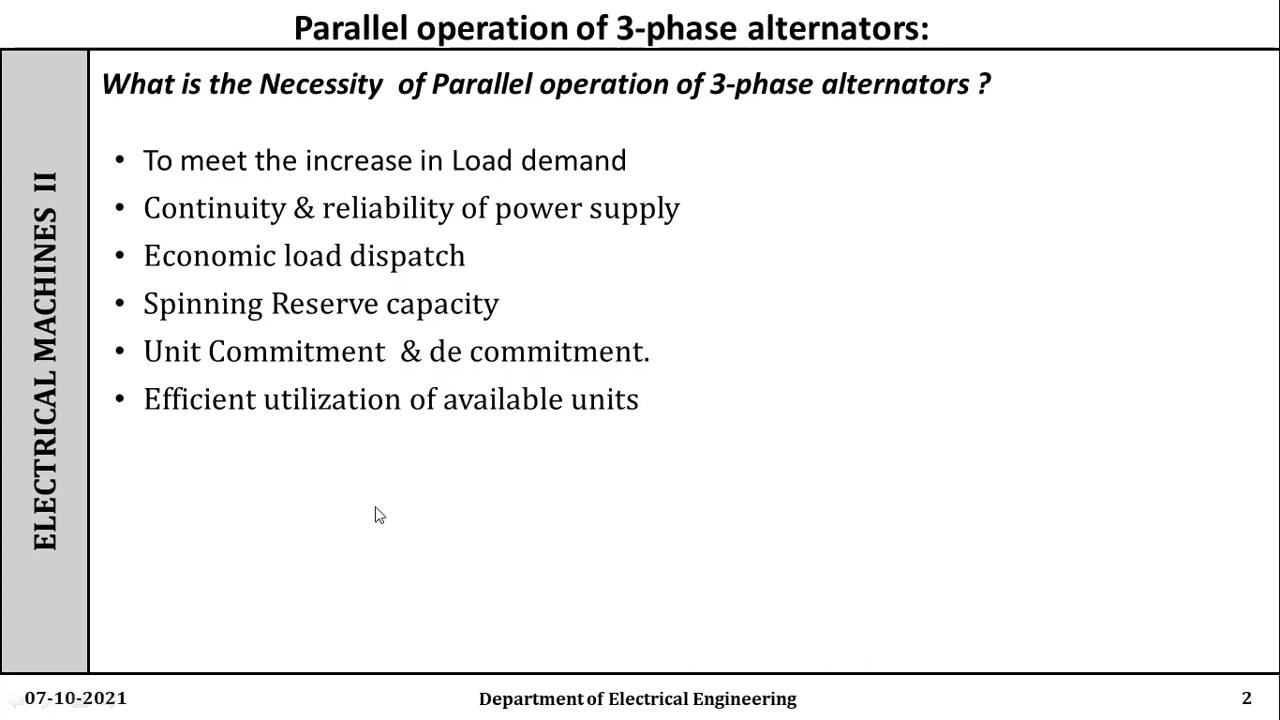 Parallel operation of 3-phase alternators:
What is the Necessity of Parallel operation of 3-phase alternators ?
ELECTRICAL MACHINES II
• To meet the increase in Load demand
• Continuity & reliability of power supply
• Economic load dispatch
• Spinning Reserve capacity
• Unit Commitment & de commitment.
• Efficient utilization of available units
07-10-2021
Department of Electrical Engineering
2